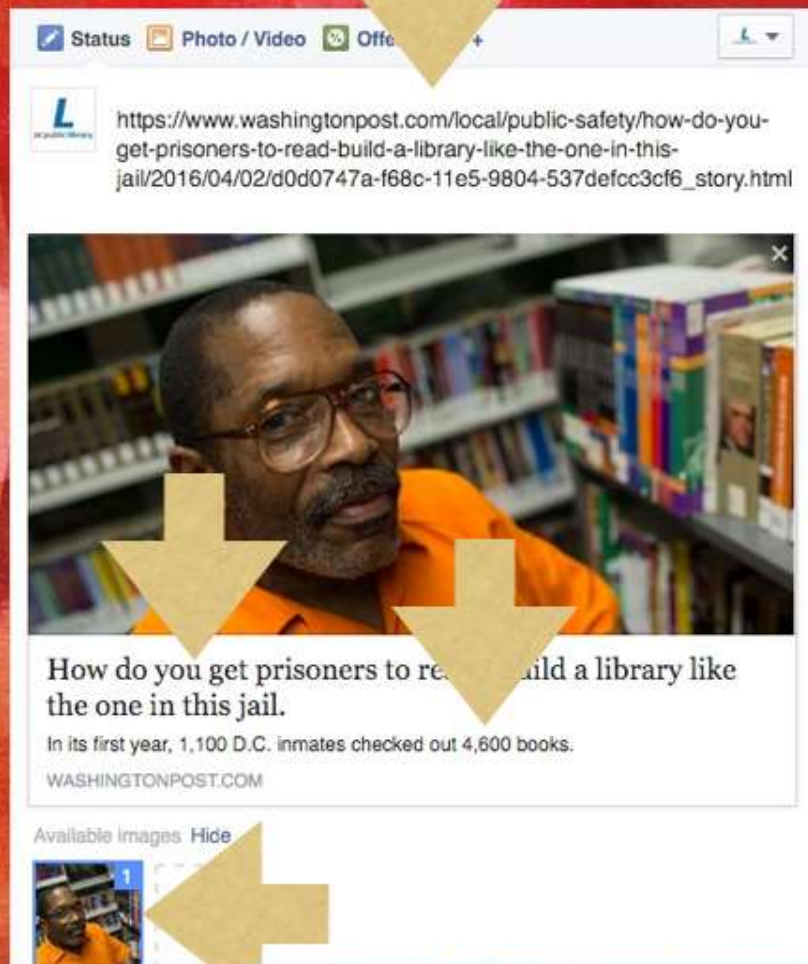 Status Photo / Video Offe +
L
dc public library
https://www.washingtonpost.com/local/public-safety/how-do-you-
get-prisoners-to-read-build-a-library-like-the-one-in-this-
jail/2016/04/02/d0d0747a-f68c-11e5-9804-537defcc3cf6_story.html
How do you get prisoners to re ild a library like
the one in this jail.
In its first year, 1,100 D.C. inmates checked out 4,600 books.
WASHINGTONPOST.COM
Available images Hide
1